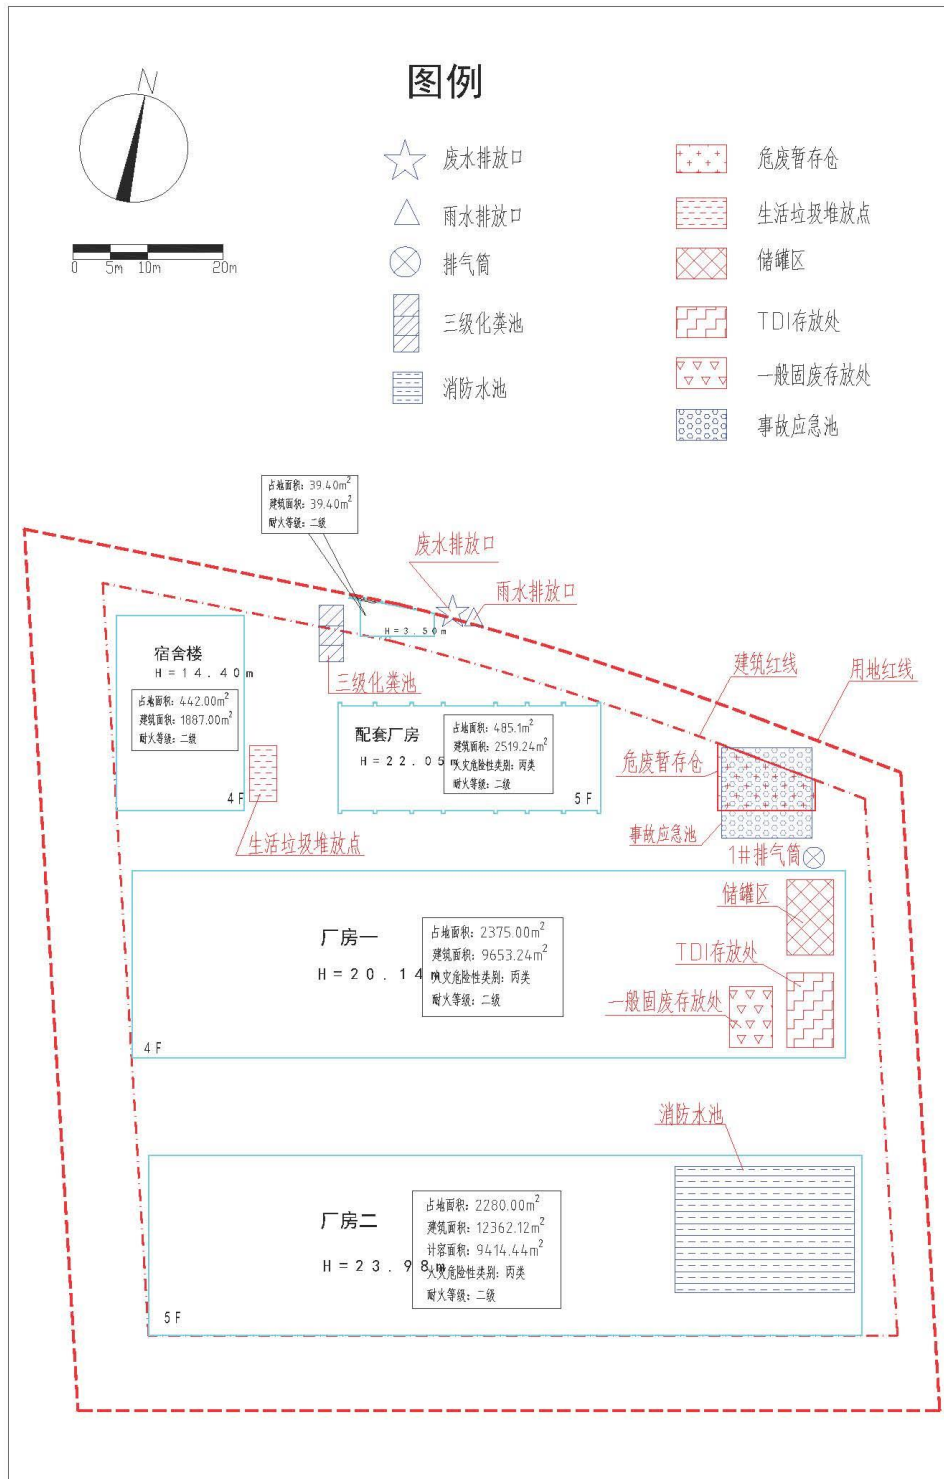 N
0 5m 10m 20m
图例
废水排放口
雨水排放口
排气筒
三级化粪池
消防水池
危废暂存仓
生活垃圾堆放点
储罐区
TDI存放处
一般固废存放处
事故应急池
占地面积: 39.40m²
建筑面积: 39.40m²
耐火等级: 二级
废水排放口
雨水排放口
H=3.50m
宿舍楼
H=14.40m
占地面积: 442.00m²
建筑面积: 1887.00m²
耐火等级: 二级
4F
三级化粪池
生活垃圾堆放点
配套厂房
H=22.05m
占地面积: 485.1m²
建筑面积: 2519.24m²
火灾危险性类别: 丙类
耐火等级: 二级
5F
建筑红线
用地红线
危废暂存仓
事故应急池
1#排气筒
储罐区
TDI存放处
一般固废存放处
厂房一
H=20.14m
占地面积: 2375.00m²
建筑面积: 9653.24m²
火灾危险性类别: 丙类
耐火等级: 二级
4F
消防水池
厂房二
H=23.98m
占地面积: 2280.00m²
建筑面积: 12362.12m²
计容面积: 9414.44m²
火灾危险性类别: 丙类
耐火等级: 二级
5F